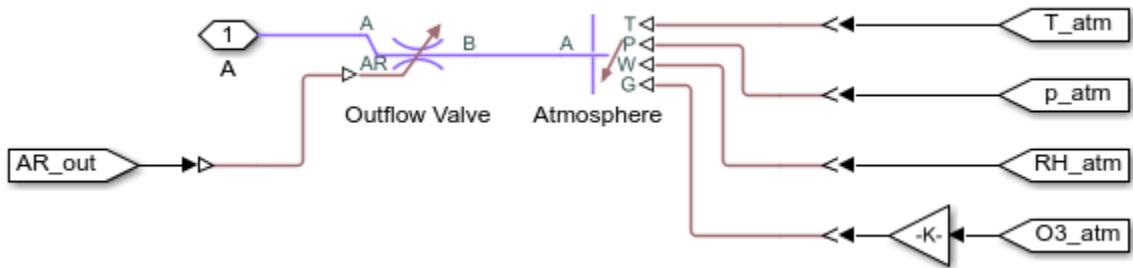 1
A
A
AR
B
A
T
P
W
G
T_atm
p_atm
Outflow Valve
Atmosphere
AR_out
RH_atm
-K-
O3_atm